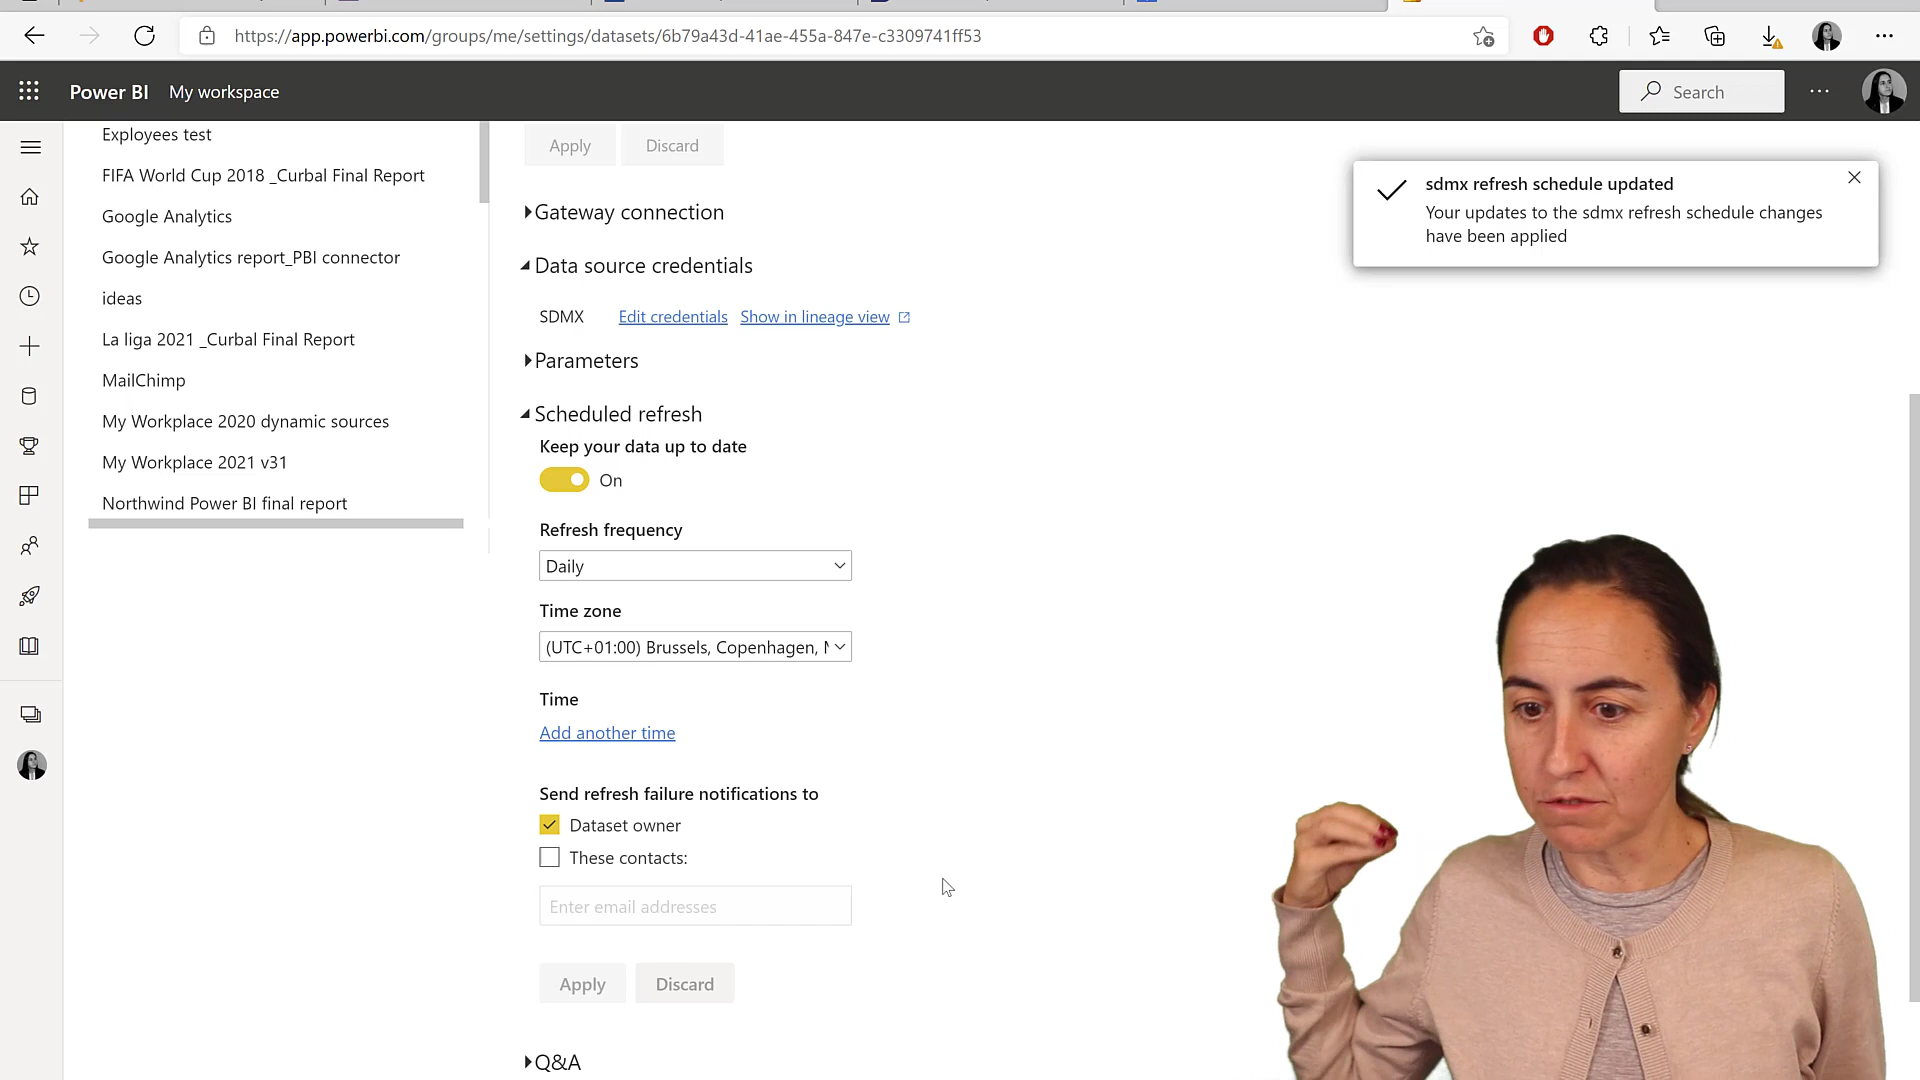 https://app.powerbi.com/groups/me/settings/datasets/6b79a43d-41ae-455a-847e-c3309741ff53
Power BI My workspace
Search
Exployees test
FIFA World Cup 2018 _Curbal Final Report
Google Analytics
Google Analytics report_PBI connector
ideas
La liga 2021 _Curbal Final Report
MailChimp
My Workplace 2020 dynamic sources
My Workplace 2021 v31
Northwind Power BI final report
Apply Discard
Gateway connection
Data source credentials
SDMX Edit credentials Show in lineage view
Parameters
Scheduled refresh
Keep your data up to date
On
Refresh frequency
Daily
Time zone
(UTC+01:00) Brussels, Copenhagen,
Time
Add another time
Send refresh failure notifications to
Dataset owner
These contacts:
Enter email addresses
Apply Discard
Q&A
sdmx refresh schedule updated
Your updates to the sdmx refresh schedule changes
have been applied